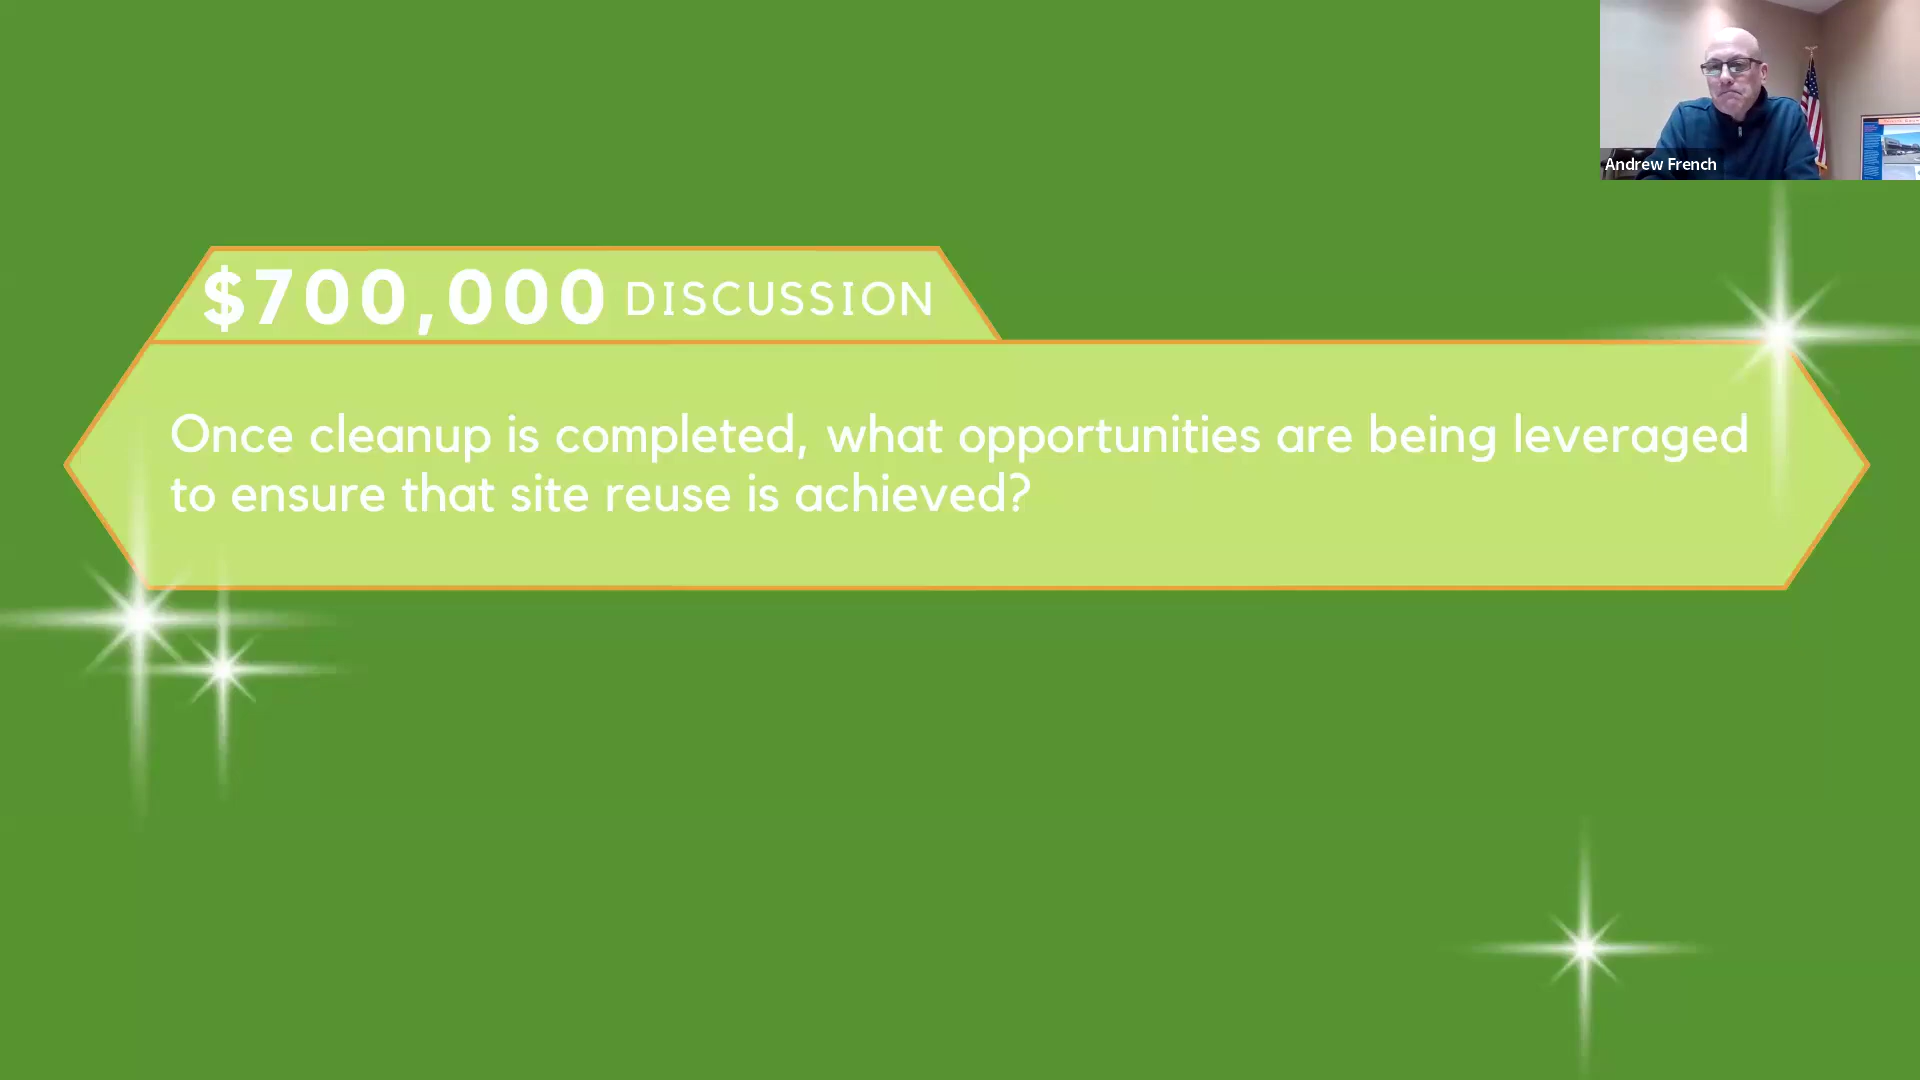 Andrew French
$700,000 DISCUSSION
Once cleanup is completed, what opportunities are being leveraged
to ensure that site reuse is achieved?